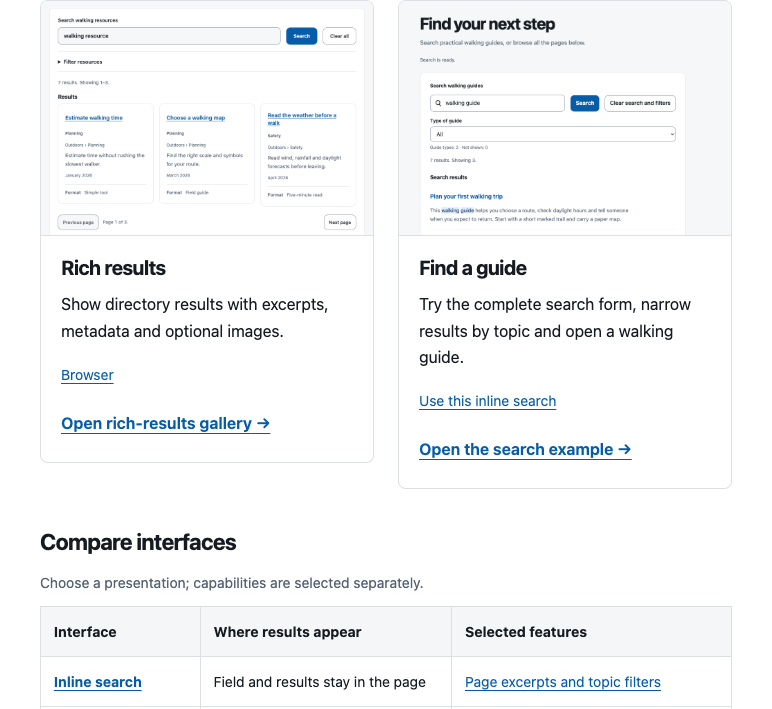 Search walking resources
walking resource
Search
Clear all
Filter resources
7 results. Showing 1–3.
Results
Estimate walking time
Planning
Outdoors › Planning
Estimate time without rushing the
slowest walker.
January 2026
Format Simple tool
Choose a walking map
Planning
Outdoors › Planning
Find the right scale and symbols
for your route.
March 2026
Format Field guide
Read the weather before a
walk
Safety
Outdoors › Safety
Read wind, rainfall and daylight
forecasts before leaving.
April 2026
Format Five-minute read
Previous page
Page 1 of 3.
Next page
Rich results
Show directory results with excerpts,
metadata and optional images.
Browser
Open rich-results gallery →
Find your next step
Search practical walking guides, or browse all the pages below.
Search is ready.
Search walking guides
walking guide
Search
Clear search and filters
Type of guide
All
Guide types: 2 · Not shown: 0
7 results. Showing 3.
Search results
Plan your first walking trip
This walking guide helps you choose a route, check daylight hours and tell someone
when you expect to return. Start with a short marked trail and carry a paper map.
Find a guide
Try the complete search form, narrow
results by topic and open a walking
guide.
Use this inline search
Open the search example →
Compare interfaces
Choose a presentation; capabilities are selected separately.
Interface
Where results appear
Selected features
Inline search
Field and results stay in the page
Page excerpts and topic filters